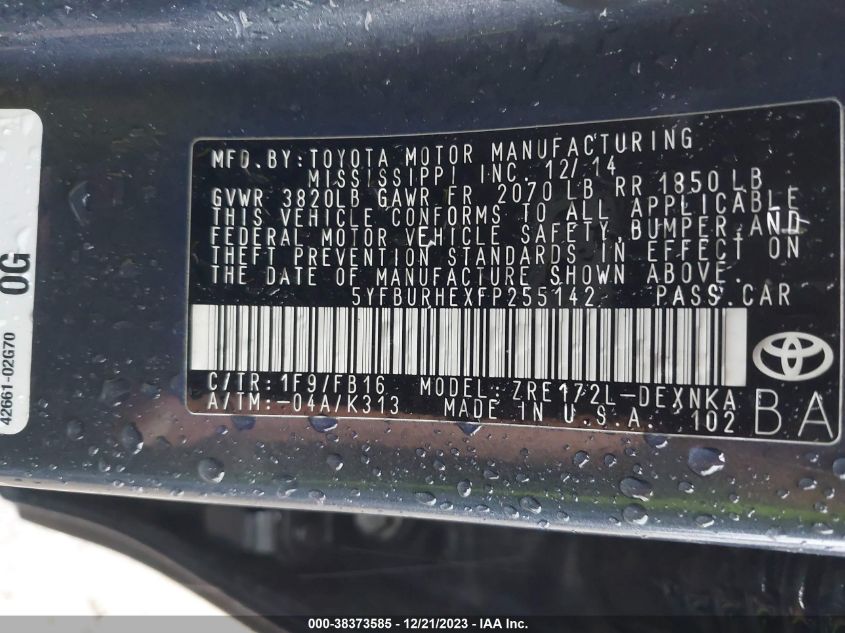 MFD. BY: TOYOTA MOTOR MANUFACTURING
MISSISSIPPI INC. 12/14
GVWR 3820LB GAWR FR 2070 LB RR 1850 LB
THIS VEHICLE CONFORMS TO ALL APPLICABLE
FEDERAL MOTOR VEHICLE SAFETY, BUMPER, AND
THEFT PREVENTION STANDARDS IN EFFECT ON
THE DATE OF MANUFACTURE SHOWN ABOVE.
5YFBURHEXFP255142 PASS. CAR
C/TR: 1F9/FB16 MODEL: ZRE172L-DEXNKA
A/TM: -04A/K313 MADE IN U.S.A. 102
BA
0G
42661-02G70
000-38373585 - 12/21/2023 - IAA Inc.